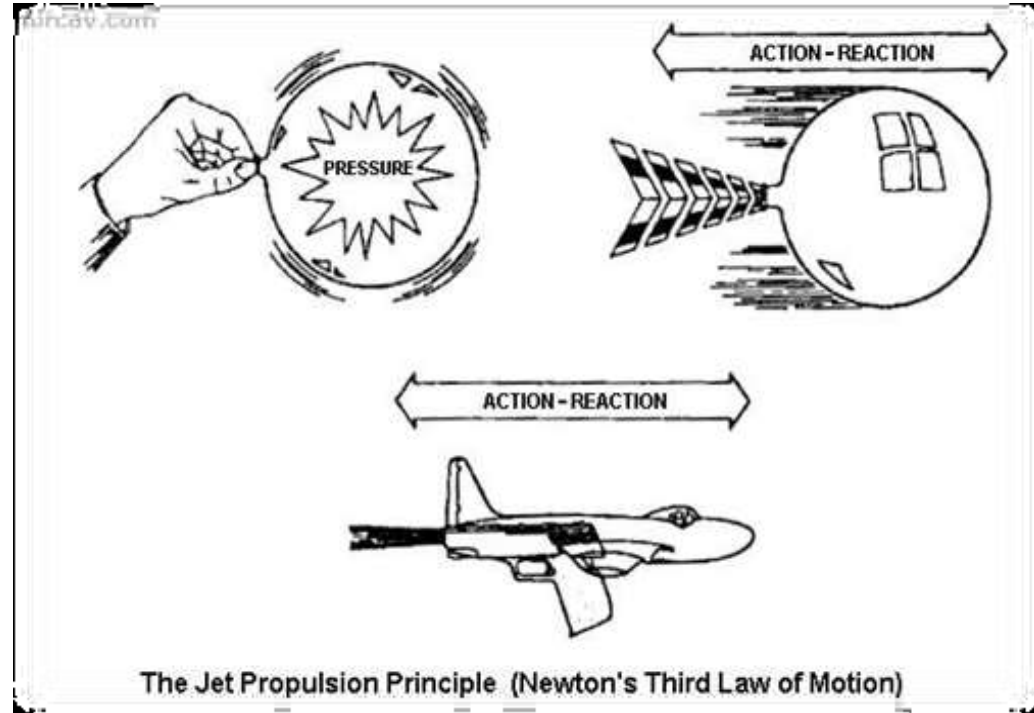 PRESSURE
ACTION - REACTION
ACTION - REACTION
The Jet Propulsion Principle (Newton's Third Law of Motion)